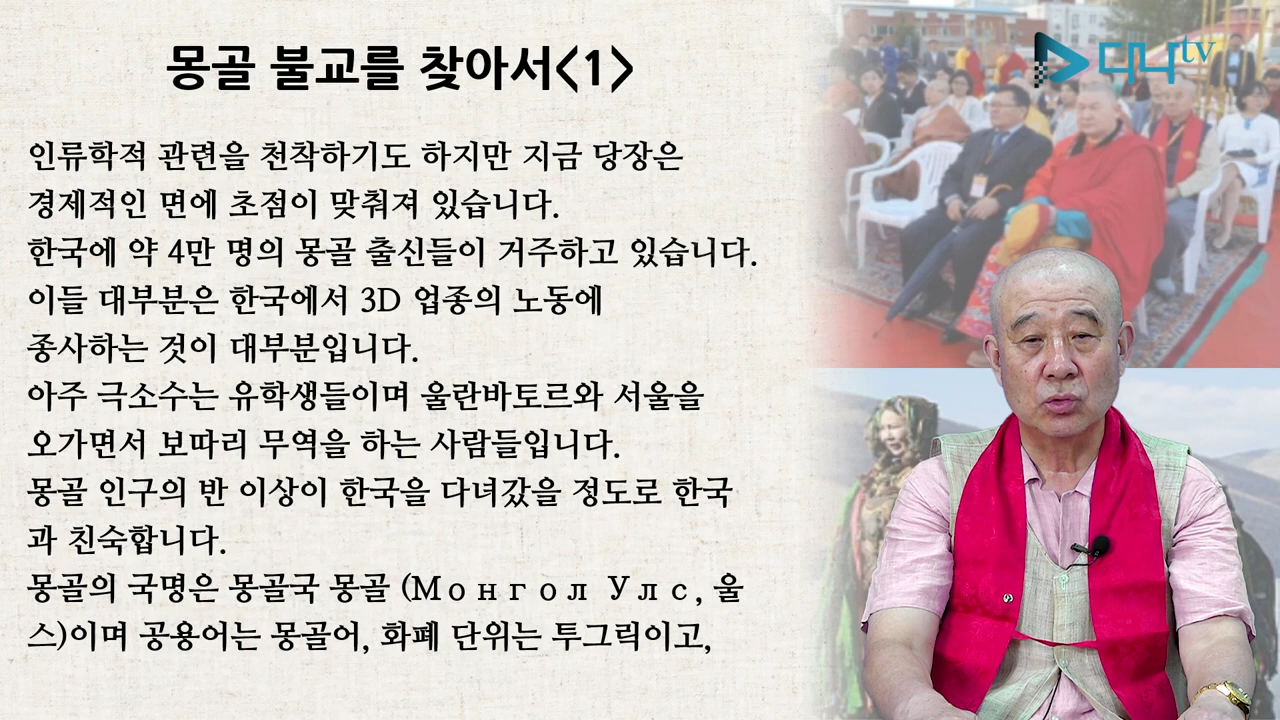 몽골 불교를 찾아서<1>
다나tv
인류학적 관련을 천착하기도 하지만 지금 당장은
경제적인 면에 초점이 맞춰져 있습니다.
한국에 약 4만 명의 몽골 출신들이 거주하고 있습니다.
이들 대부분은 한국에서 3D 업종의 노동에
종사하는 것이 대부분입니다.
아주 극소수는 유학생들이며 울란바토르와 서울을
오가면서 보따리 무역을 하는 사람들입니다.
몽골 인구의 반 이상이 한국을 다녀갔을 정도로 한국
과 친숙합니다.
몽골의 국명은 몽골국 몽골 (Монгол Улс, 울
스)이며 공용어는 몽골어, 화폐 단위는 투그릭이고,